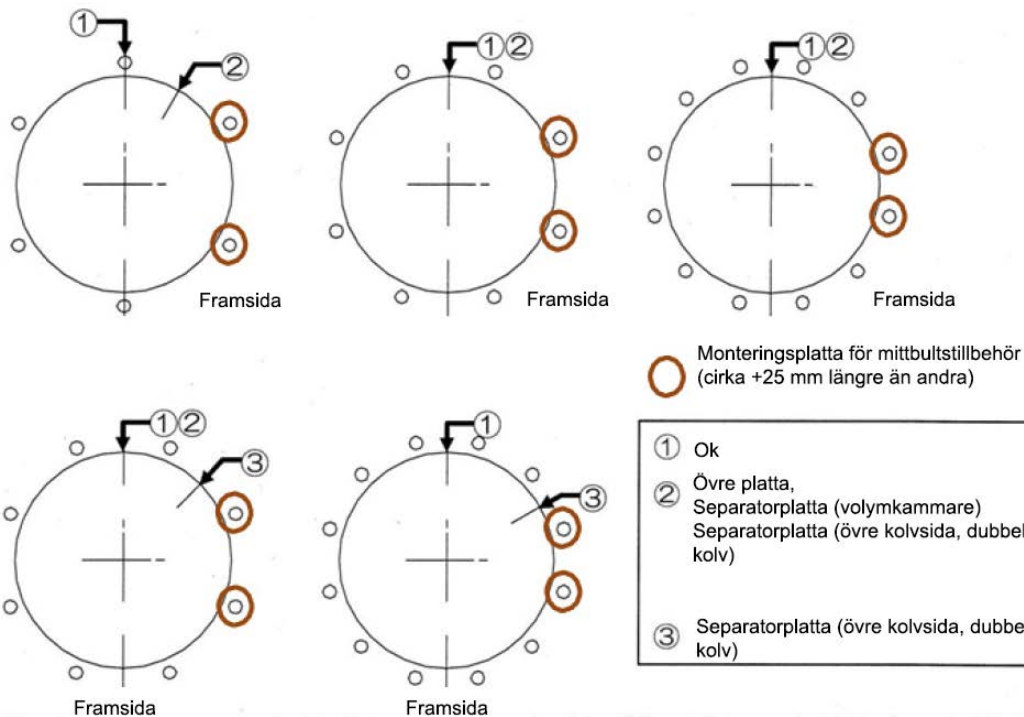 ① ②
①② ①②
Framsida Framsida Framsida
Monteringsplatta för mittbultstillbehör
(cirka +25 mm längre än andra)
①② ③
① ③
① Ok
② Övre platta,
Separatorplatta (volymkammare)
Separatorplatta (övre kolvsida, dubbel
kolv)
③ Separatorplatta (övre kolvsida, dubbel
kolv)
Framsida Framsida